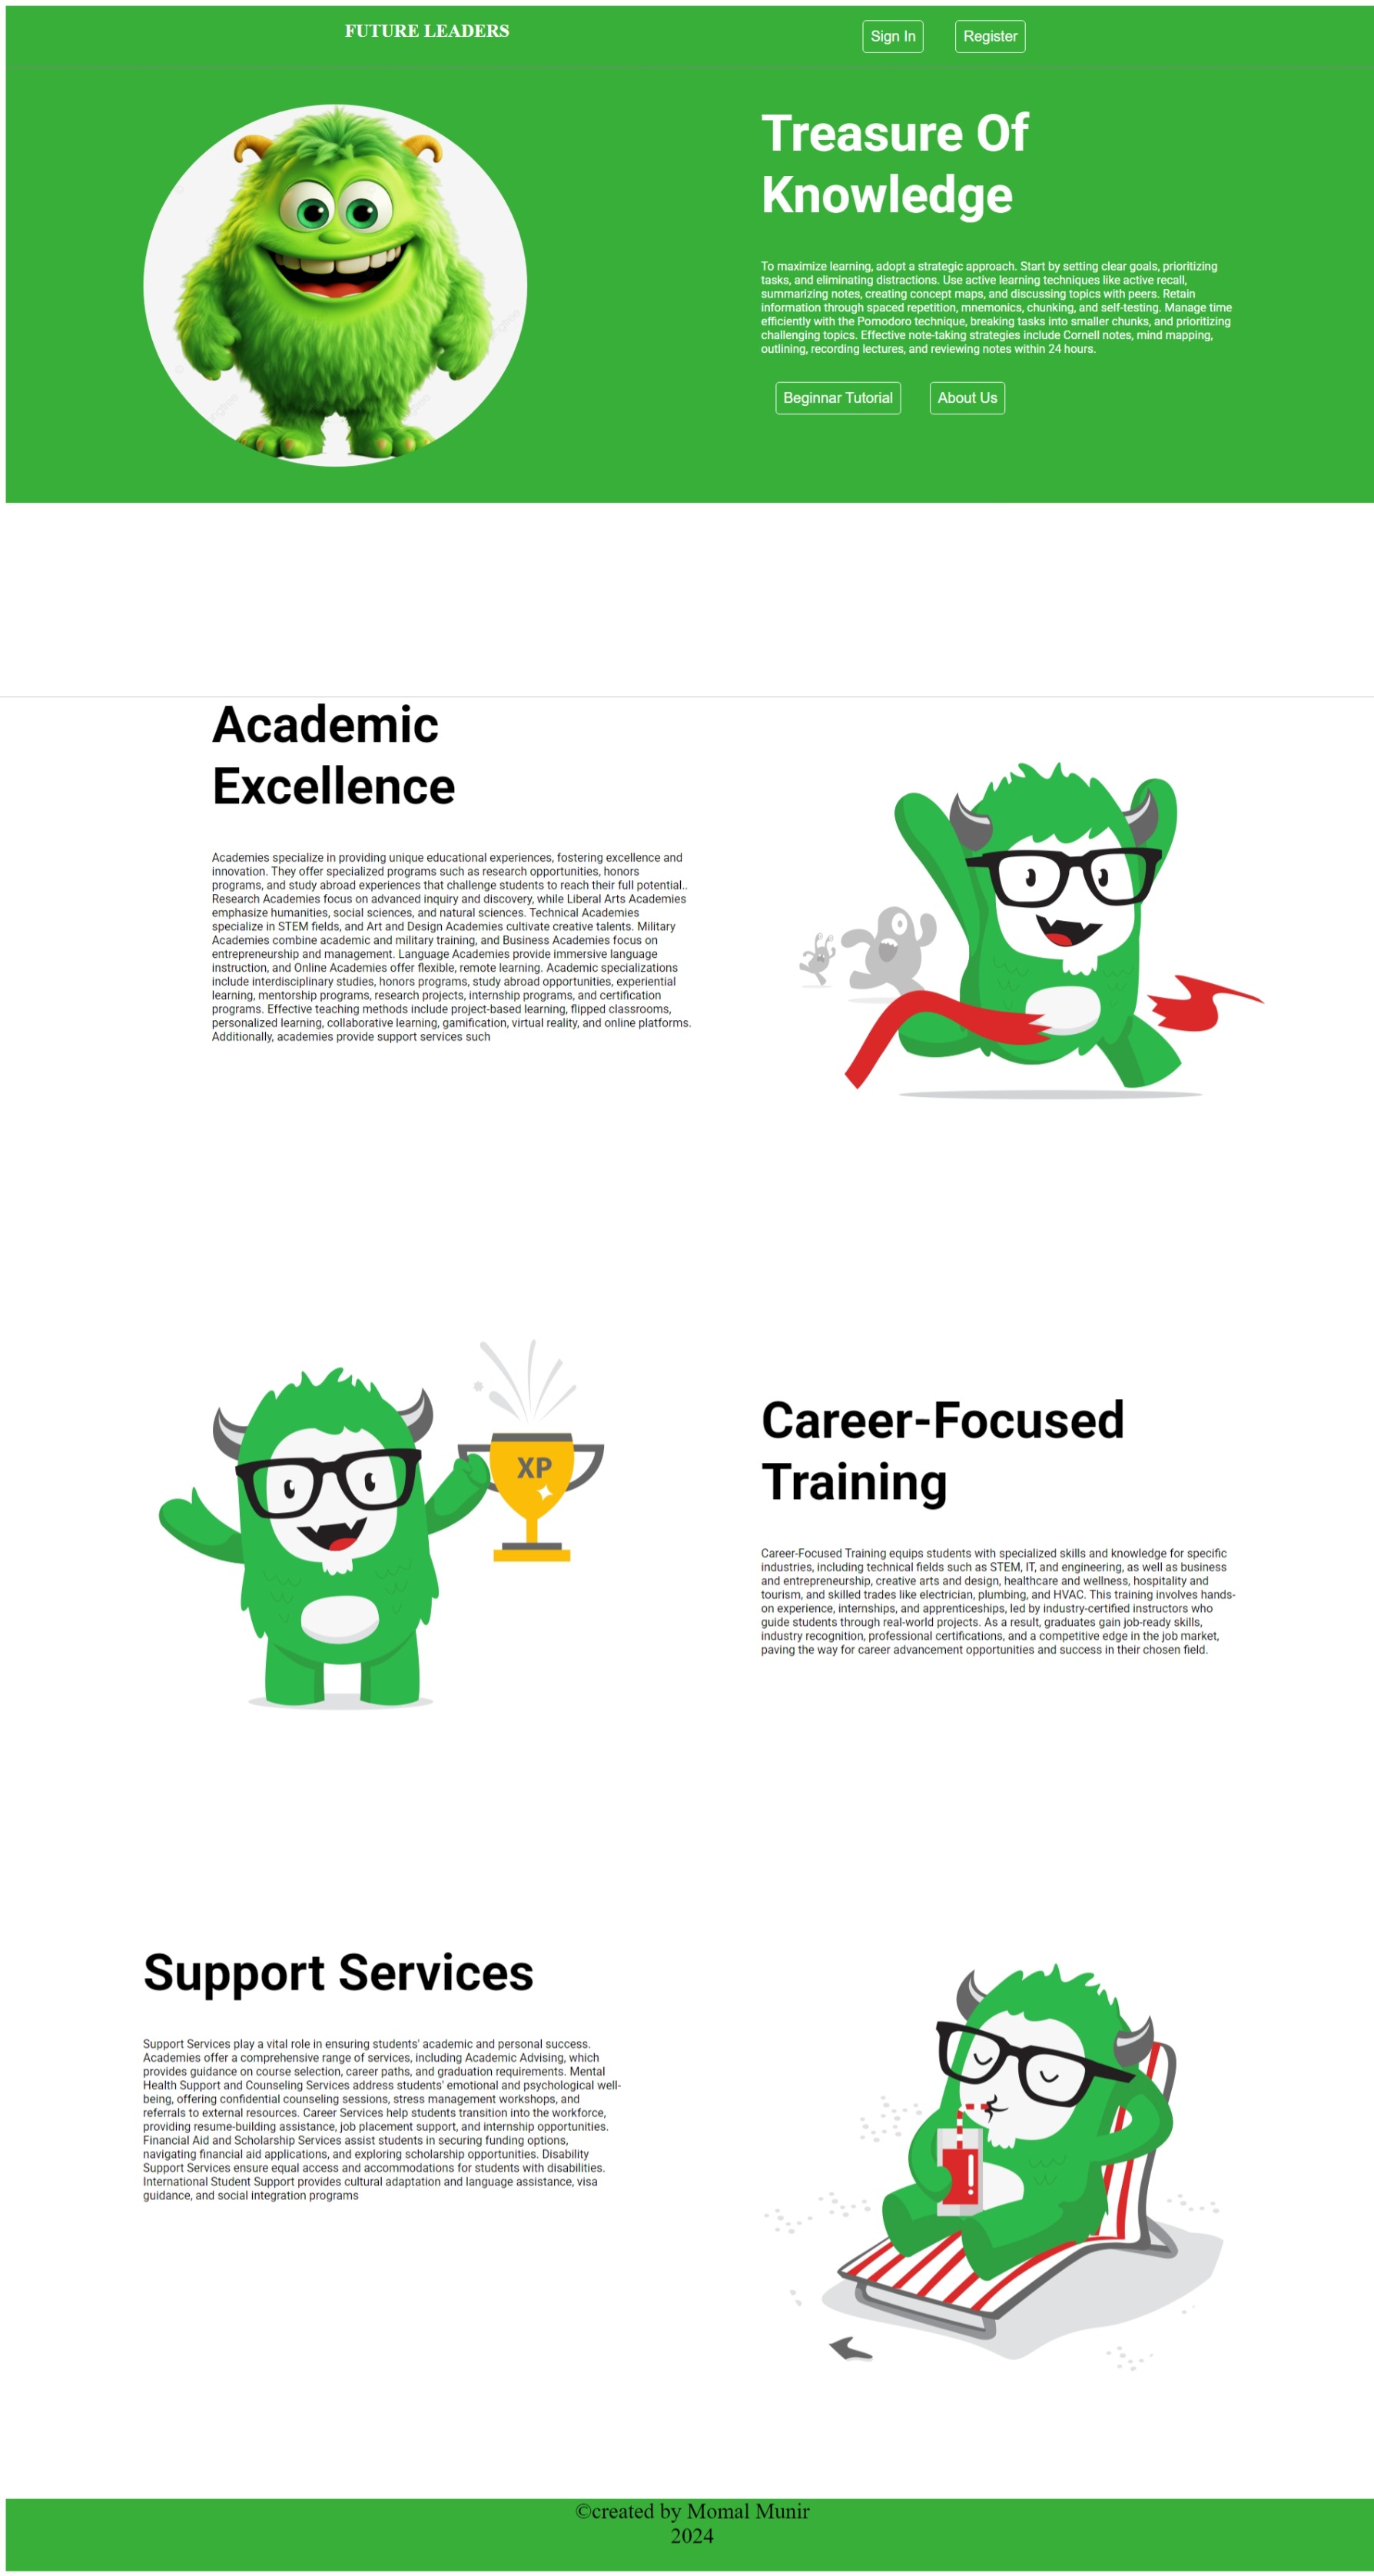 FUTURE LEADERS
Sign In
Register
Treasure Of
Knowledge
To maximize learning, adopt a strategic approach. Start by setting clear goals, prioritizing
tasks, and eliminating distractions. Use active learning techniques like active recall,
summarizing notes, creating concept maps, and discussing topics with peers. Retain
information through spaced repetition, mnemonics, chunking, and self-testing. Manage time
efficiently with the Pomodoro technique, breaking tasks into smaller chunks, and prioritizing
challenging topics. Effective note-taking strategies include Cornell notes, mind mapping,
outlining, recording lectures, and reviewing notes within 24 hours.
Beginnar Tutorial
About Us
Academic
Excellence
Academies specialize in providing unique educational experiences, fostering excellence and
innovation. They offer specialized programs such as research opportunities, honors
programs, and study abroad experiences that challenge students to reach their full potential..
Research Academies focus on advanced inquiry and discovery, while Liberal Arts Academies
emphasize humanities, social sciences, and natural sciences. Technical Academies
specialize in STEM fields, and Art and Design Academies cultivate creative talents. Military
Academies combine academic and military training, and Business Academies focus on
entrepreneurship and management. Language Academies provide immersive language
instruction, and Online Academies offer flexible, remote learning. Academic specializations
include interdisciplinary studies, honors programs, study abroad opportunities, experiential
learning, mentorship programs, research projects, internship programs, and certification
programs. Effective teaching methods include project-based learning, flipped classrooms,
personalized learning, collaborative learning, gamification, virtual reality, and online platforms.
Additionally, academies provide support services such
XP
Career-Focused
Training
Career-Focused Training equips students with specialized skills and knowledge for specific
industries, including technical fields such as STEM, IT, and engineering, as well as business
and entrepreneurship, creative arts and design, healthcare and wellness, hospitality and
tourism, and skilled trades like electrician, plumbing, and HVAC. This training involves hands-
on experience, internships, and apprenticeships, led by industry-certified instructors who
guide students through real-world projects. As a result, graduates gain job-ready skills,
industry recognition, professional certifications, and a competitive edge in the job market,
paving the way for career advancement opportunities and success in their chosen field.
Support Services
Support Services play a vital role in ensuring students' academic and personal success.
Academies offer a comprehensive range of services, including Academic Advising, which
provides guidance on course selection, career paths, and graduation requirements. Mental
Health Support and Counseling Services address students' emotional and psychological well-
being, offering confidential counseling sessions, stress management workshops, and
referrals to external resources. Career Services help students transition into the workforce,
providing resume-building assistance, job placement support, and internship opportunities.
Financial Aid and Scholarship Services assist students in securing funding options,
navigating financial aid applications, and exploring scholarship opportunities. Disability
Support Services ensure equal access and accommodations for students with disabilities.
International Student Support provides cultural adaptation and language assistance, visa
guidance, and social integration programs
©created by Momal Munir
2024